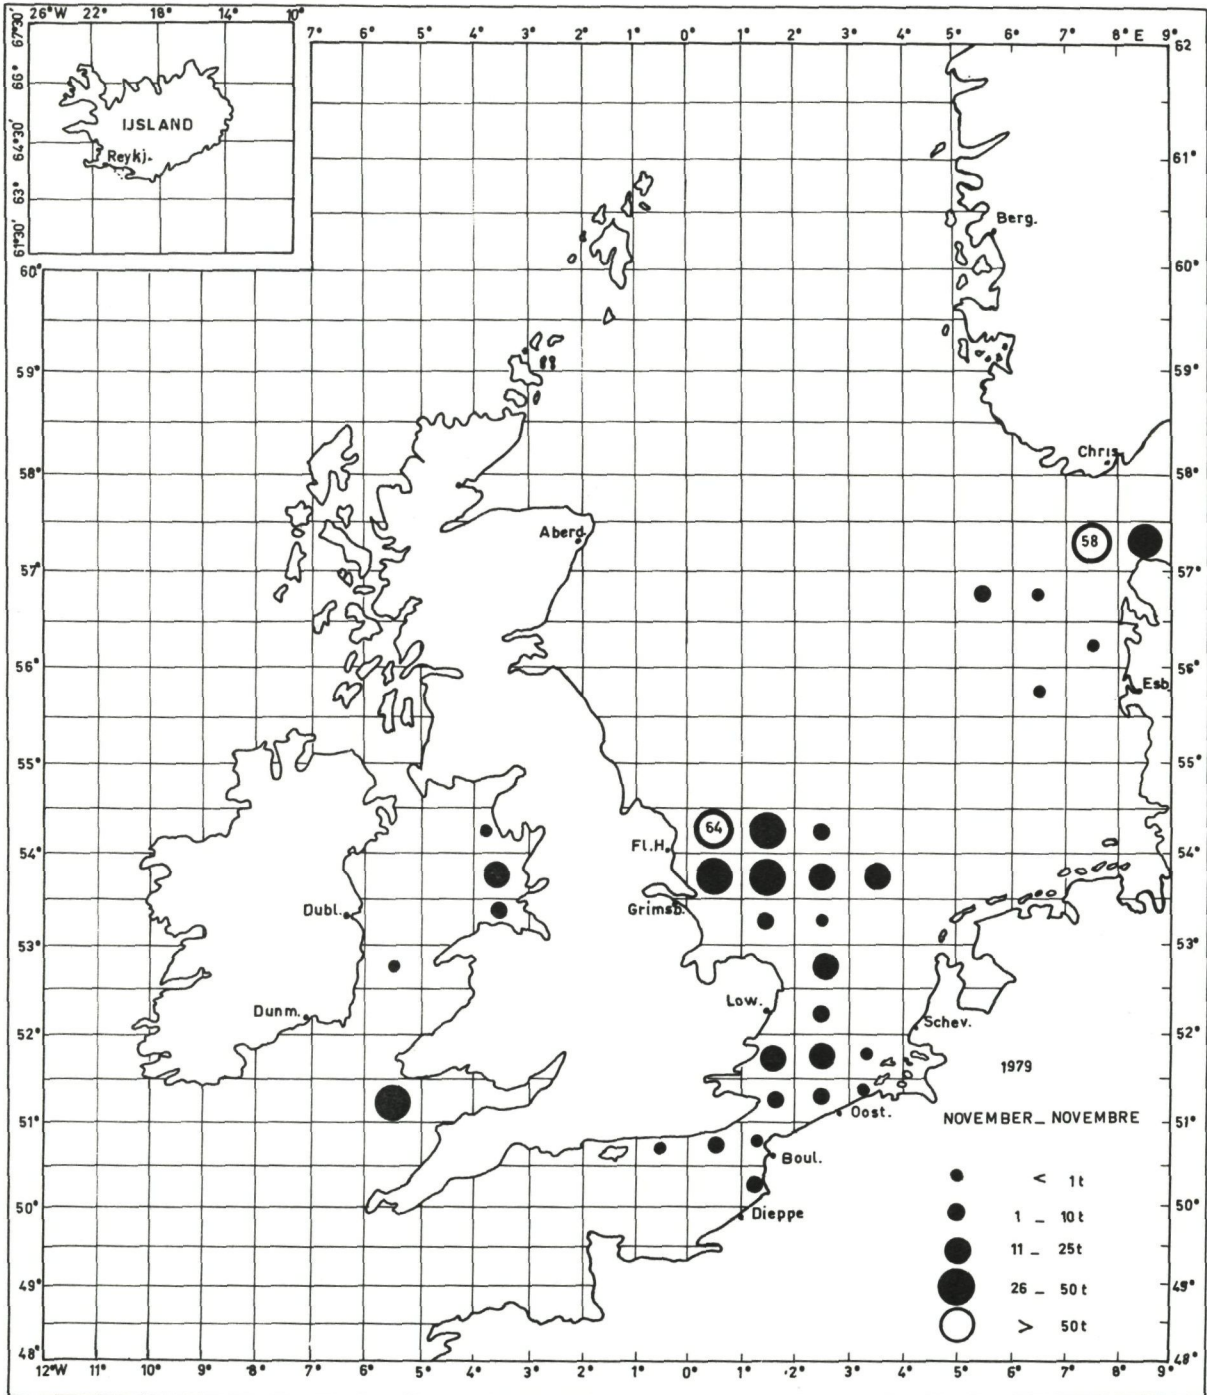 26°W 22° 18° 14° 10°
67°30'
66°
64°30'
63°
61°30'
IJSLAND
Reykj.
7° 6° 5° 4° 3° 2° 1° 0° 1° 2° 3° 4° 5° 6° 7° 8° E 9°
62
61°
Berg.
60° 60°
59° 59°
Chris
58° 58°
Aberd.
58
57° 57°
56° 56°
Esb.
55° 55°
64
Fl.H.
54° 54°
Dubl.
Grimsb.
53° 53°
Low.
Dunm.
Schev.
52° 52°
1979
51° 51°
Oost.
NOVEMBER _ NOVEMBRE
Boul.
< 1t
50° 50°
Dieppe
1 _ 10t
11 _ 25t
49° 49°
26 _ 50t
> 50t
48° 48°
12°W 11° 10° 9° 8° 7° 6° 5° 4° 3° 2° 1° 0° 1° 2° 3° 4° 5° 6° 7° 8° 9°